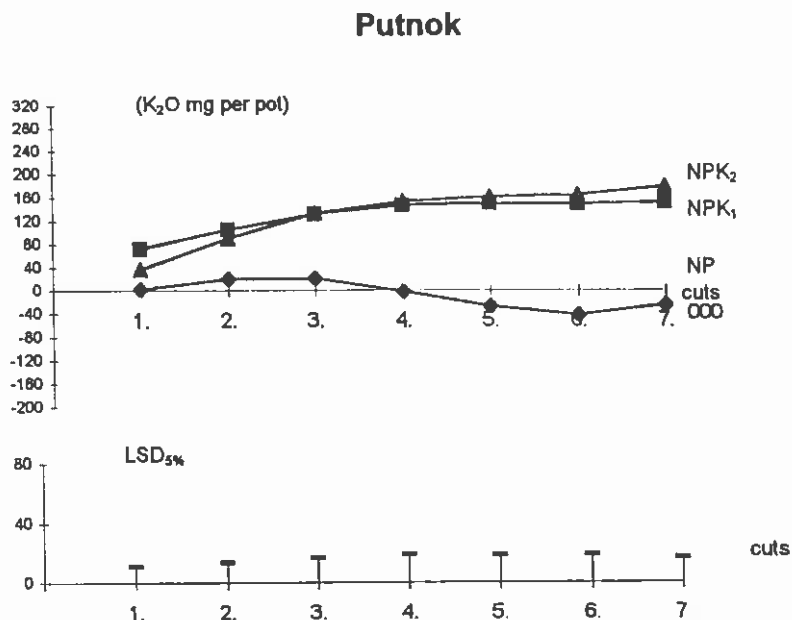 Putnok
(K₂O mg per pot)
320
280
240
200
160
120
80
40
0
-40
-80
-120
-160
-200
NPK₂
NPK₁
NP
cuts
000
1. 2. 3. 4. 5. 6. 7.
LSD₅%
80
40
0
cuts
1. 2. 3. 4. 5. 6. 7